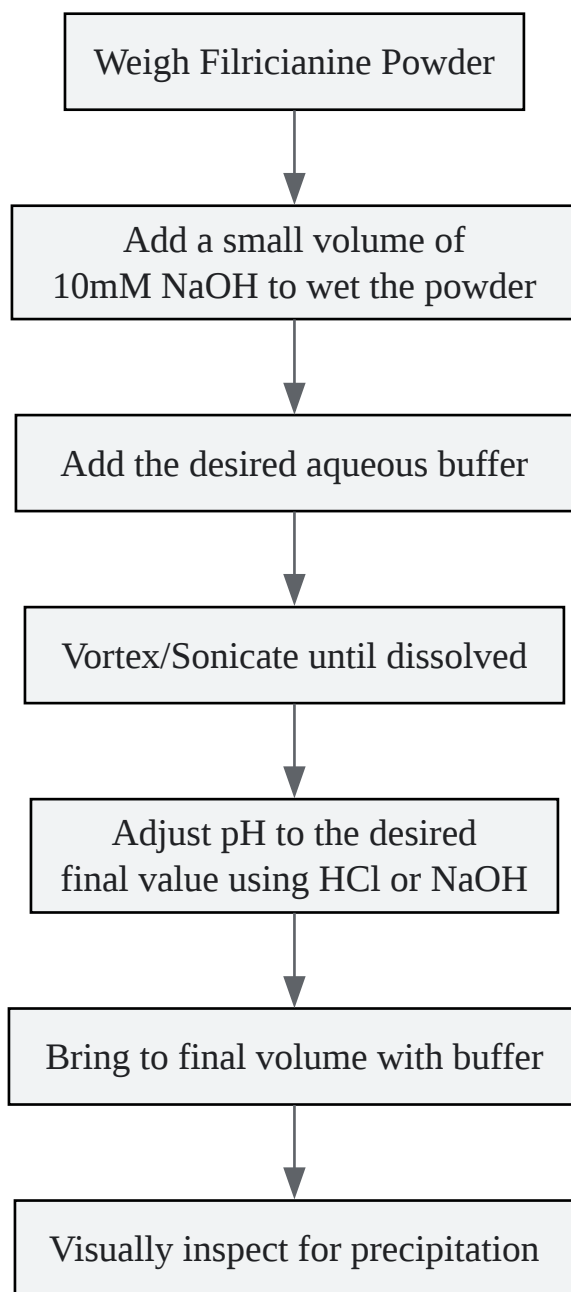 Weigh Filricianine Powder
Add a small volume of
10mM NaOH to wet the powder
Add the desired aqueous buffer
Vortex/Sonicate until dissolved
Adjust pH to the desired
final value using HCl or NaOH
Bring to final volume with buffer
Visually inspect for precipitation